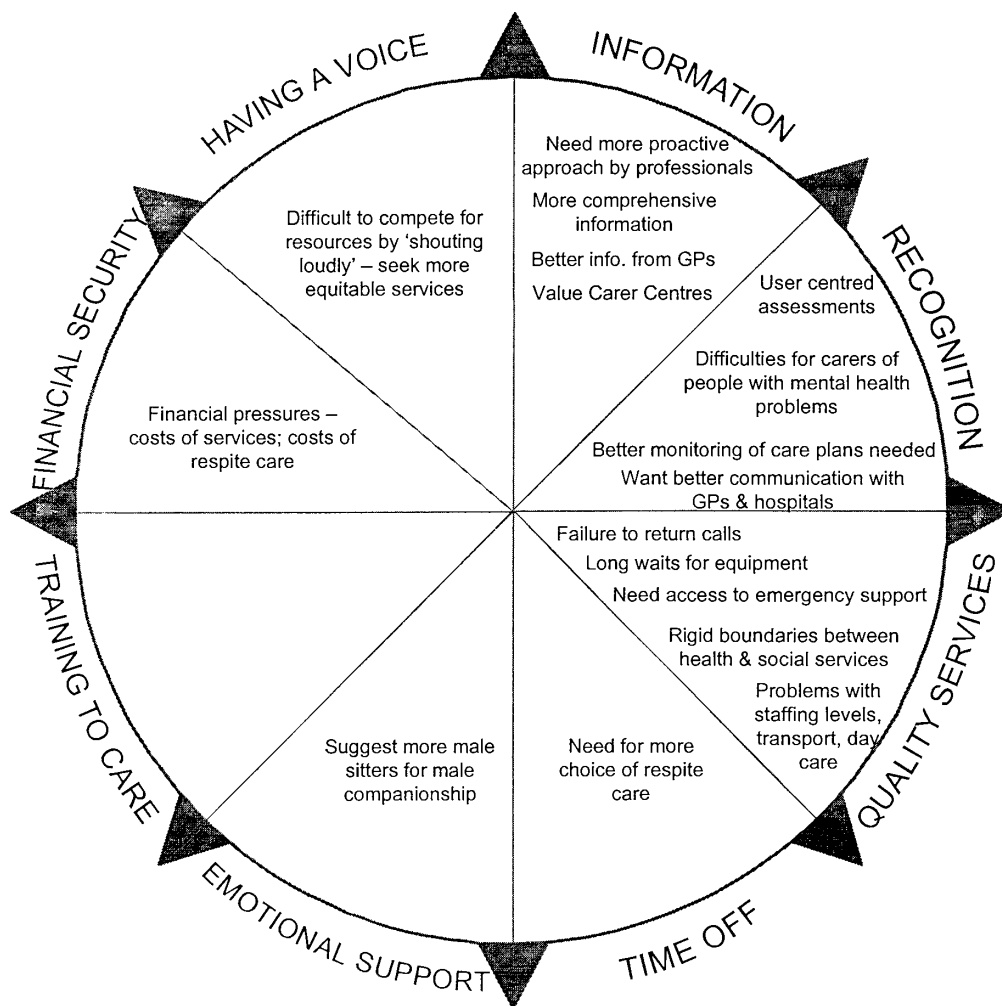 HAVING A VOICE
INFORMATION
RECOGNITION
QUALITY SERVICES
TIME OFF
EMOTIONAL SUPPORT
TRAINING TO CARE
FINANCIAL SECURITY
Need more proactive
approach by professionals
More comprehensive
information
Better info. from GPs
Value Carer Centres
User centred
assessments
Difficulties for carers of
people with mental health
problems
Better monitoring of care plans needed
Want better communication with
GPs & hospitals
Failure to return calls
Long waits for equipment
Need access to emergency support
Rigid boundaries between
health & social services
Problems with
staffing levels,
transport, day
care
Need for more
choice of respite
care
Suggest more male
sitters for male
companionship
Financial pressures –
costs of services; costs of
respite care
Difficult to compete for
resources by ‘shouting
loudly’ – seek more
equitable services